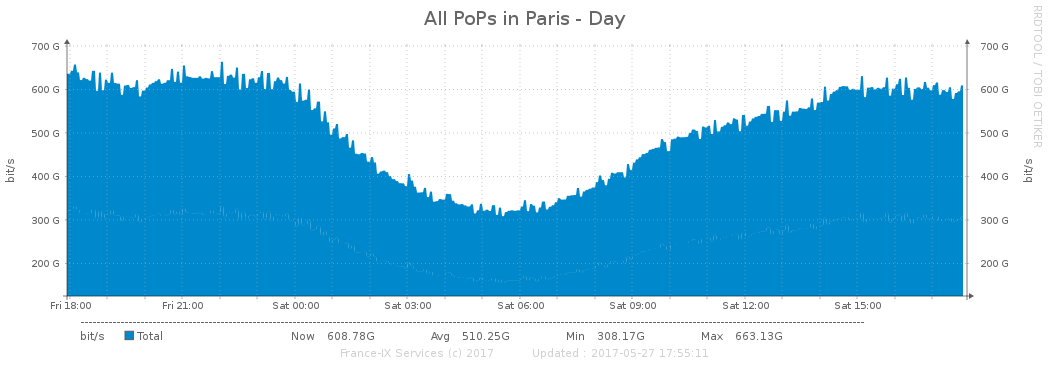 All PoPs in Paris - Day
RRDTOOL / TOBI OETIKER
bit/s
bit/s
700 G 700 G
600 G 600 G
500 G 500 G
400 G 400 G
300 G 300 G
200 G 200 G
Fri 18:00 Fri 21:00 Sat 00:00 Sat 03:00 Sat 06:00 Sat 09:00 Sat 12:00 Sat 15:00
bit/s Total Now 608.78G Avg 510.25G Min 308.17G Max 663.13G
France-IX Services (c) 2017 Updated : 2017-05-27 17:55:11